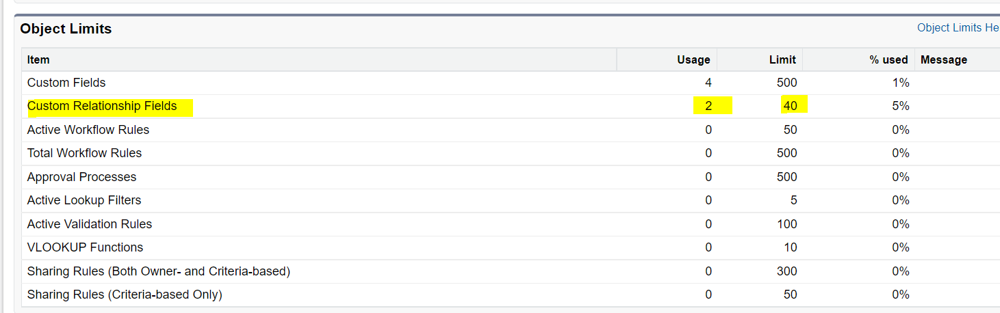 Object Limits
Object Limits He
Item Usage Limit % used Message
Custom Fields 4 500 1%
Custom Relationship Fields 2 40 5%
Active Workflow Rules 0 50 0%
Total Workflow Rules 0 500 0%
Approval Processes 0 500 0%
Active Lookup Filters 0 5 0%
Active Validation Rules 0 100 0%
VLOOKUP Functions 0 10 0%
Sharing Rules (Both Owner- and Criteria-based) 0 300 0%
Sharing Rules (Criteria-based Only) 0 50 0%